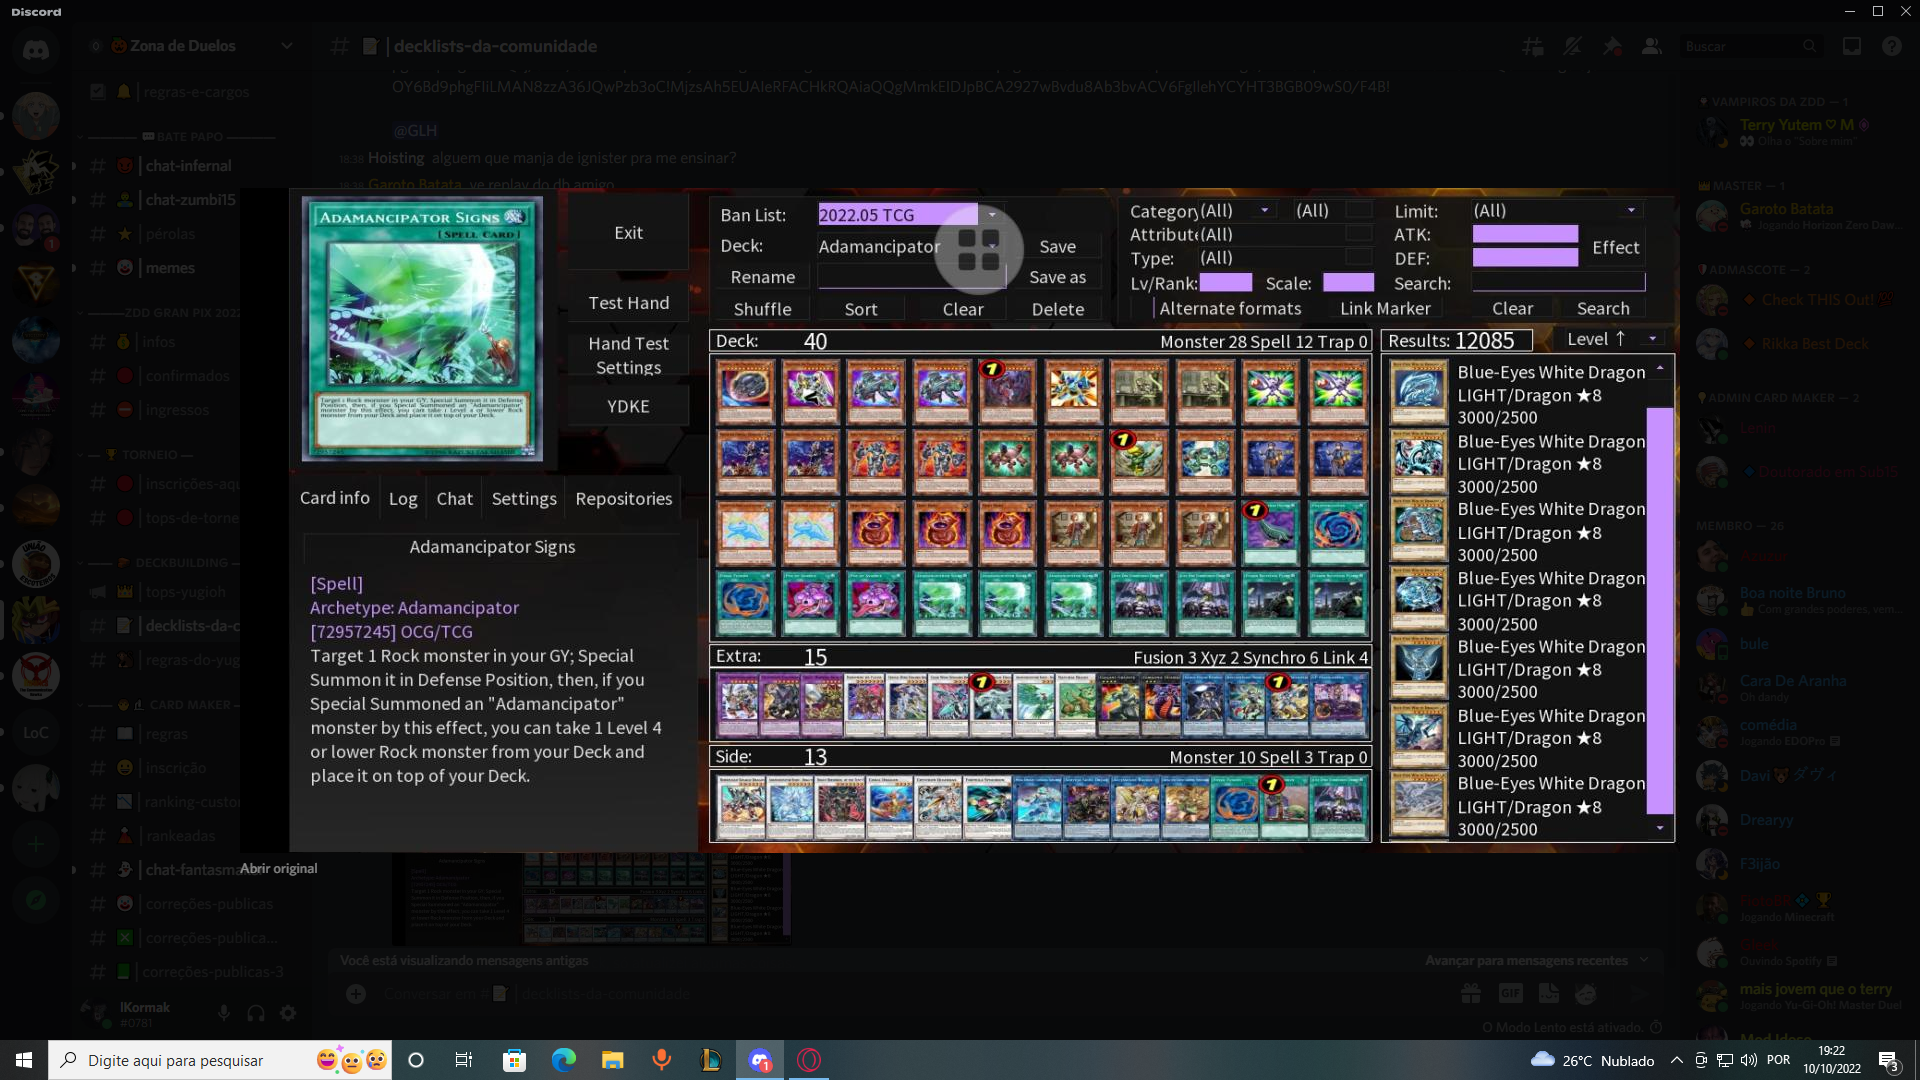 Discord
Zona de Duelos
| decklists-da-comunidade
Buscar
| regras-e-cargos
BATE PAPO
| chat-infernal
| chat-zumbi15
| pérolas
| memes
ZDD GRAN PIX 2022
| infos
| confirmados
| ingressos
TORNEIO
| inscrições-aqu
| tops-de-torne
DECKBUILDING
| tops-yugioh
| decklists-da-c
| regras-do-yug
CARD MAKER
| regras
| inscrição
| ranking-custo
| rankeadas
| chat-fantasma
| correções-publicas
| correções-publica...
| correções-publicas-3
LoC
lKormak
#0781
@GLH
18:38 Hoisting alguem que manja de ignister pra me ensinar?
18:38 Garoto Batata ve replay do db amigo
ADAMANCIPATOR SIGNS
[SPELL CARD]
Exit
Test Hand
Hand Test
Settings
YDKE
Ban List: 2022.05 TCG
Deck: Adamancipator
Save
Rename
Save as
Shuffle Sort Clear Delete
Category (All) (All)
Attribute (All)
Type: (All)
Lv/Rank: Scale:
Alternate formats Link Marker
Limit: (All)
ATK:
DEF:
Effect
Search:
Clear Search
Deck: 40 Monster 28 Spell 12 Trap 0
Results: 12085 Level ↑
Extra: 15 Fusion 3 Xyz 2 Synchro 6 Link 4
Side: 13 Monster 10 Spell 3 Trap 0
Blue-Eyes White Dragon
LIGHT/Dragon ★8
3000/2500
Blue-Eyes White Dragon
LIGHT/Dragon ★8
3000/2500
Blue-Eyes White Dragon
LIGHT/Dragon ★8
3000/2500
Blue-Eyes White Dragon
LIGHT/Dragon ★8
3000/2500
Blue-Eyes White Dragon
LIGHT/Dragon ★8
3000/2500
Blue-Eyes White Dragon
LIGHT/Dragon ★8
3000/2500
Blue-Eyes White Dragon
LIGHT/Dragon ★8
3000/2500
Card info Log Chat Settings Repositories
Adamancipator Signs
[Spell]
Archetype: Adamancipator
[72957245] OCG/TCG
Target 1 Rock monster in your GY; Special
Summon it in Defense Position, then, if you
Special Summoned an "Adamancipator"
monster by this effect, you can take 1 Level 4
or lower Rock monster from your Deck and
place it on top of your Deck.
Abrir original
Você está visualizando mensagens antigas
Avançar para mensagens recentes
Conversar em # | decklists-da-comunidade
O Modo Lento está ativado.
VAMPIROS DA ZDD — 1
Terry Yutem ♡ M
Olha o "Sobre mim"
MASTER — 1
Garoto Batata
Jogando Horizon Zero Daw...
ADMASCOTE — 2
Check THIS Out!
Rikka Best Deck
ADMIN CARD MAKER — 2
Doutorado em Sub15
MEMBRO — 26
Boa noite Bruno
Com grandes poderes, vem...
bule
Cara De Aranha
Oh dandy
comédia
Jogando EDOPro
Davi ダヴィ
Drearyy
F3ijão
Jogando Minecraft
Ouvindo Spotify
mais jovem que o terry
Jogando Yu-Gi-Oh! Master Duel
Digite aqui para pesquisar
26°C Nublado
POR
19:22
10/10/2022
3